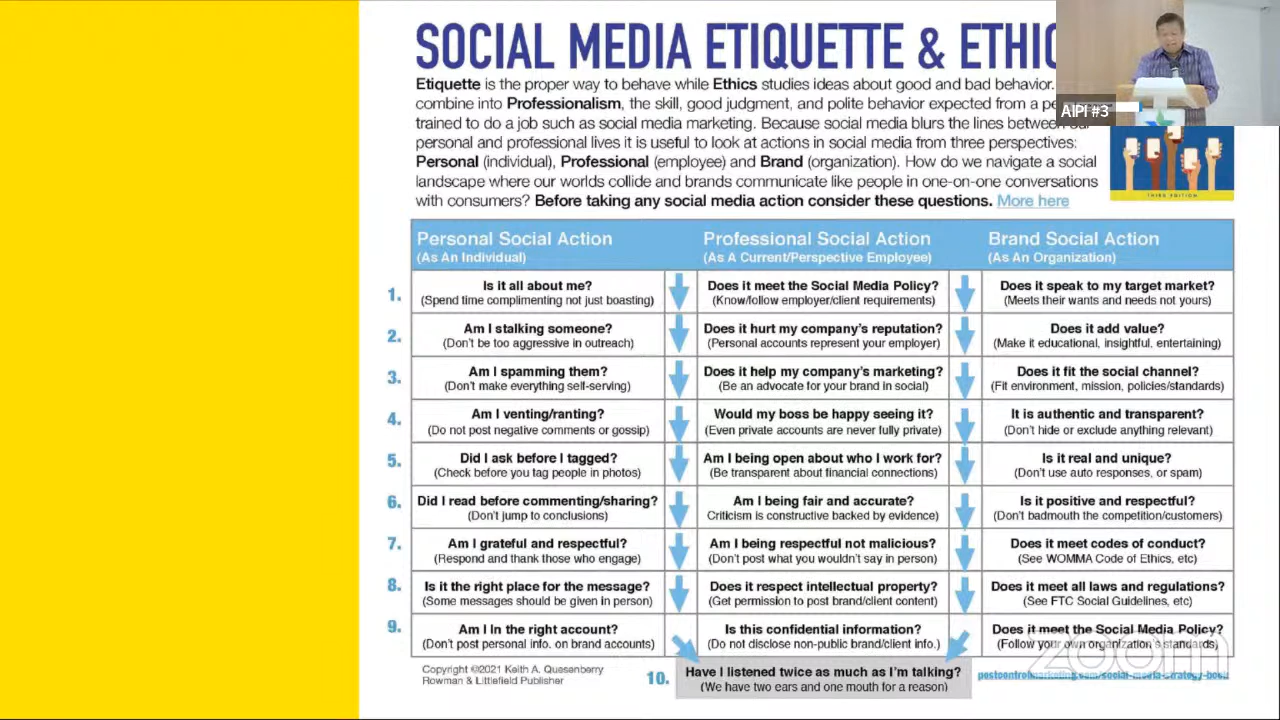 SOCIAL MEDIA ETIQUETTE & ETHIC
Etiquette is the proper way to behave while Ethics studies ideas about good and bad behavior.
combine into Professionalism, the skill, good judgment, and polite behavior expected from a pe
trained to do a job such as social media marketing. Because social media blurs the lines between our
personal and professional lives it is useful to look at actions in social media from three perspectives:
Personal (individual), Professional (employee) and Brand (organization). How do we navigate a social
landscape where our worlds collide and brands communicate like people in one-on-one conversations
with consumers? Before taking any social media action consider these questions. More here
AIPI #3
THIRD EDITION
Personal Social Action
(As An Individual)
Professional Social Action
(As A Current/Perspective Employee)
Brand Social Action
(As An Organization)
1.
Is it all about me?
(Spend time complimenting not just boasting)
Does it meet the Social Media Policy?
(Know/follow employer/client requirements)
Does it speak to my target market?
(Meets their wants and needs not yours)
2.
Am I stalking someone?
(Don't be too aggressive in outreach)
Does it hurt my company's reputation?
(Personal accounts represent your employer)
Does it add value?
(Make it educational, insightful, entertaining)
3.
Am I spamming them?
(Don't make everything self-serving)
Does it help my company's marketing?
(Be an advocate for your brand in social)
Does it fit the social channel?
(Fit environment, mission, policies/standards)
4.
Am I venting/ranting?
(Do not post negative comments or gossip)
Would my boss be happy seeing it?
(Even private accounts are never fully private)
It is authentic and transparent?
(Don't hide or exclude anything relevant)
5.
Did I ask before I tagged?
(Check before you tag people in photos)
Am I being open about who I work for?
(Be transparent about financial connections)
Is it real and unique?
(Don't use auto responses, or spam)
6.
Did I read before commenting/sharing?
(Don't jump to conclusions)
Am I being fair and accurate?
Criticism is constructive backed by evidence)
Is it positive and respectful?
(Don't badmouth the competition/customers)
7.
Am I grateful and respectful?
(Respond and thank those who engage)
Am I being respectful not malicious?
(Don't post what you wouldn't say in person)
Does it meet codes of conduct?
(See WOMMA Code of Ethics, etc)
8.
Is it the right place for the message?
(Some messages should be given in person)
Does it respect intellectual property?
(Get permission to post brand/client content)
Does it meet all laws and regulations?
(See FTC Social Guidelines, etc)
9.
Am I In the right account?
(Don't post personal info. on brand accounts)
Is this confidential information?
(Do not disclose non-public brand/client info.)
Does it meet the Social Media Policy?
(Follow your own organization's standards)
zoom
Copyright ©2021 Keith A. Quesenberry
Rowman & Littlefield Publisher
10.
Have I listened twice as much as I'm talking?
(We have two ears and one mouth for a reason)
postcontrolmarketing.com/social-media-strategy-book